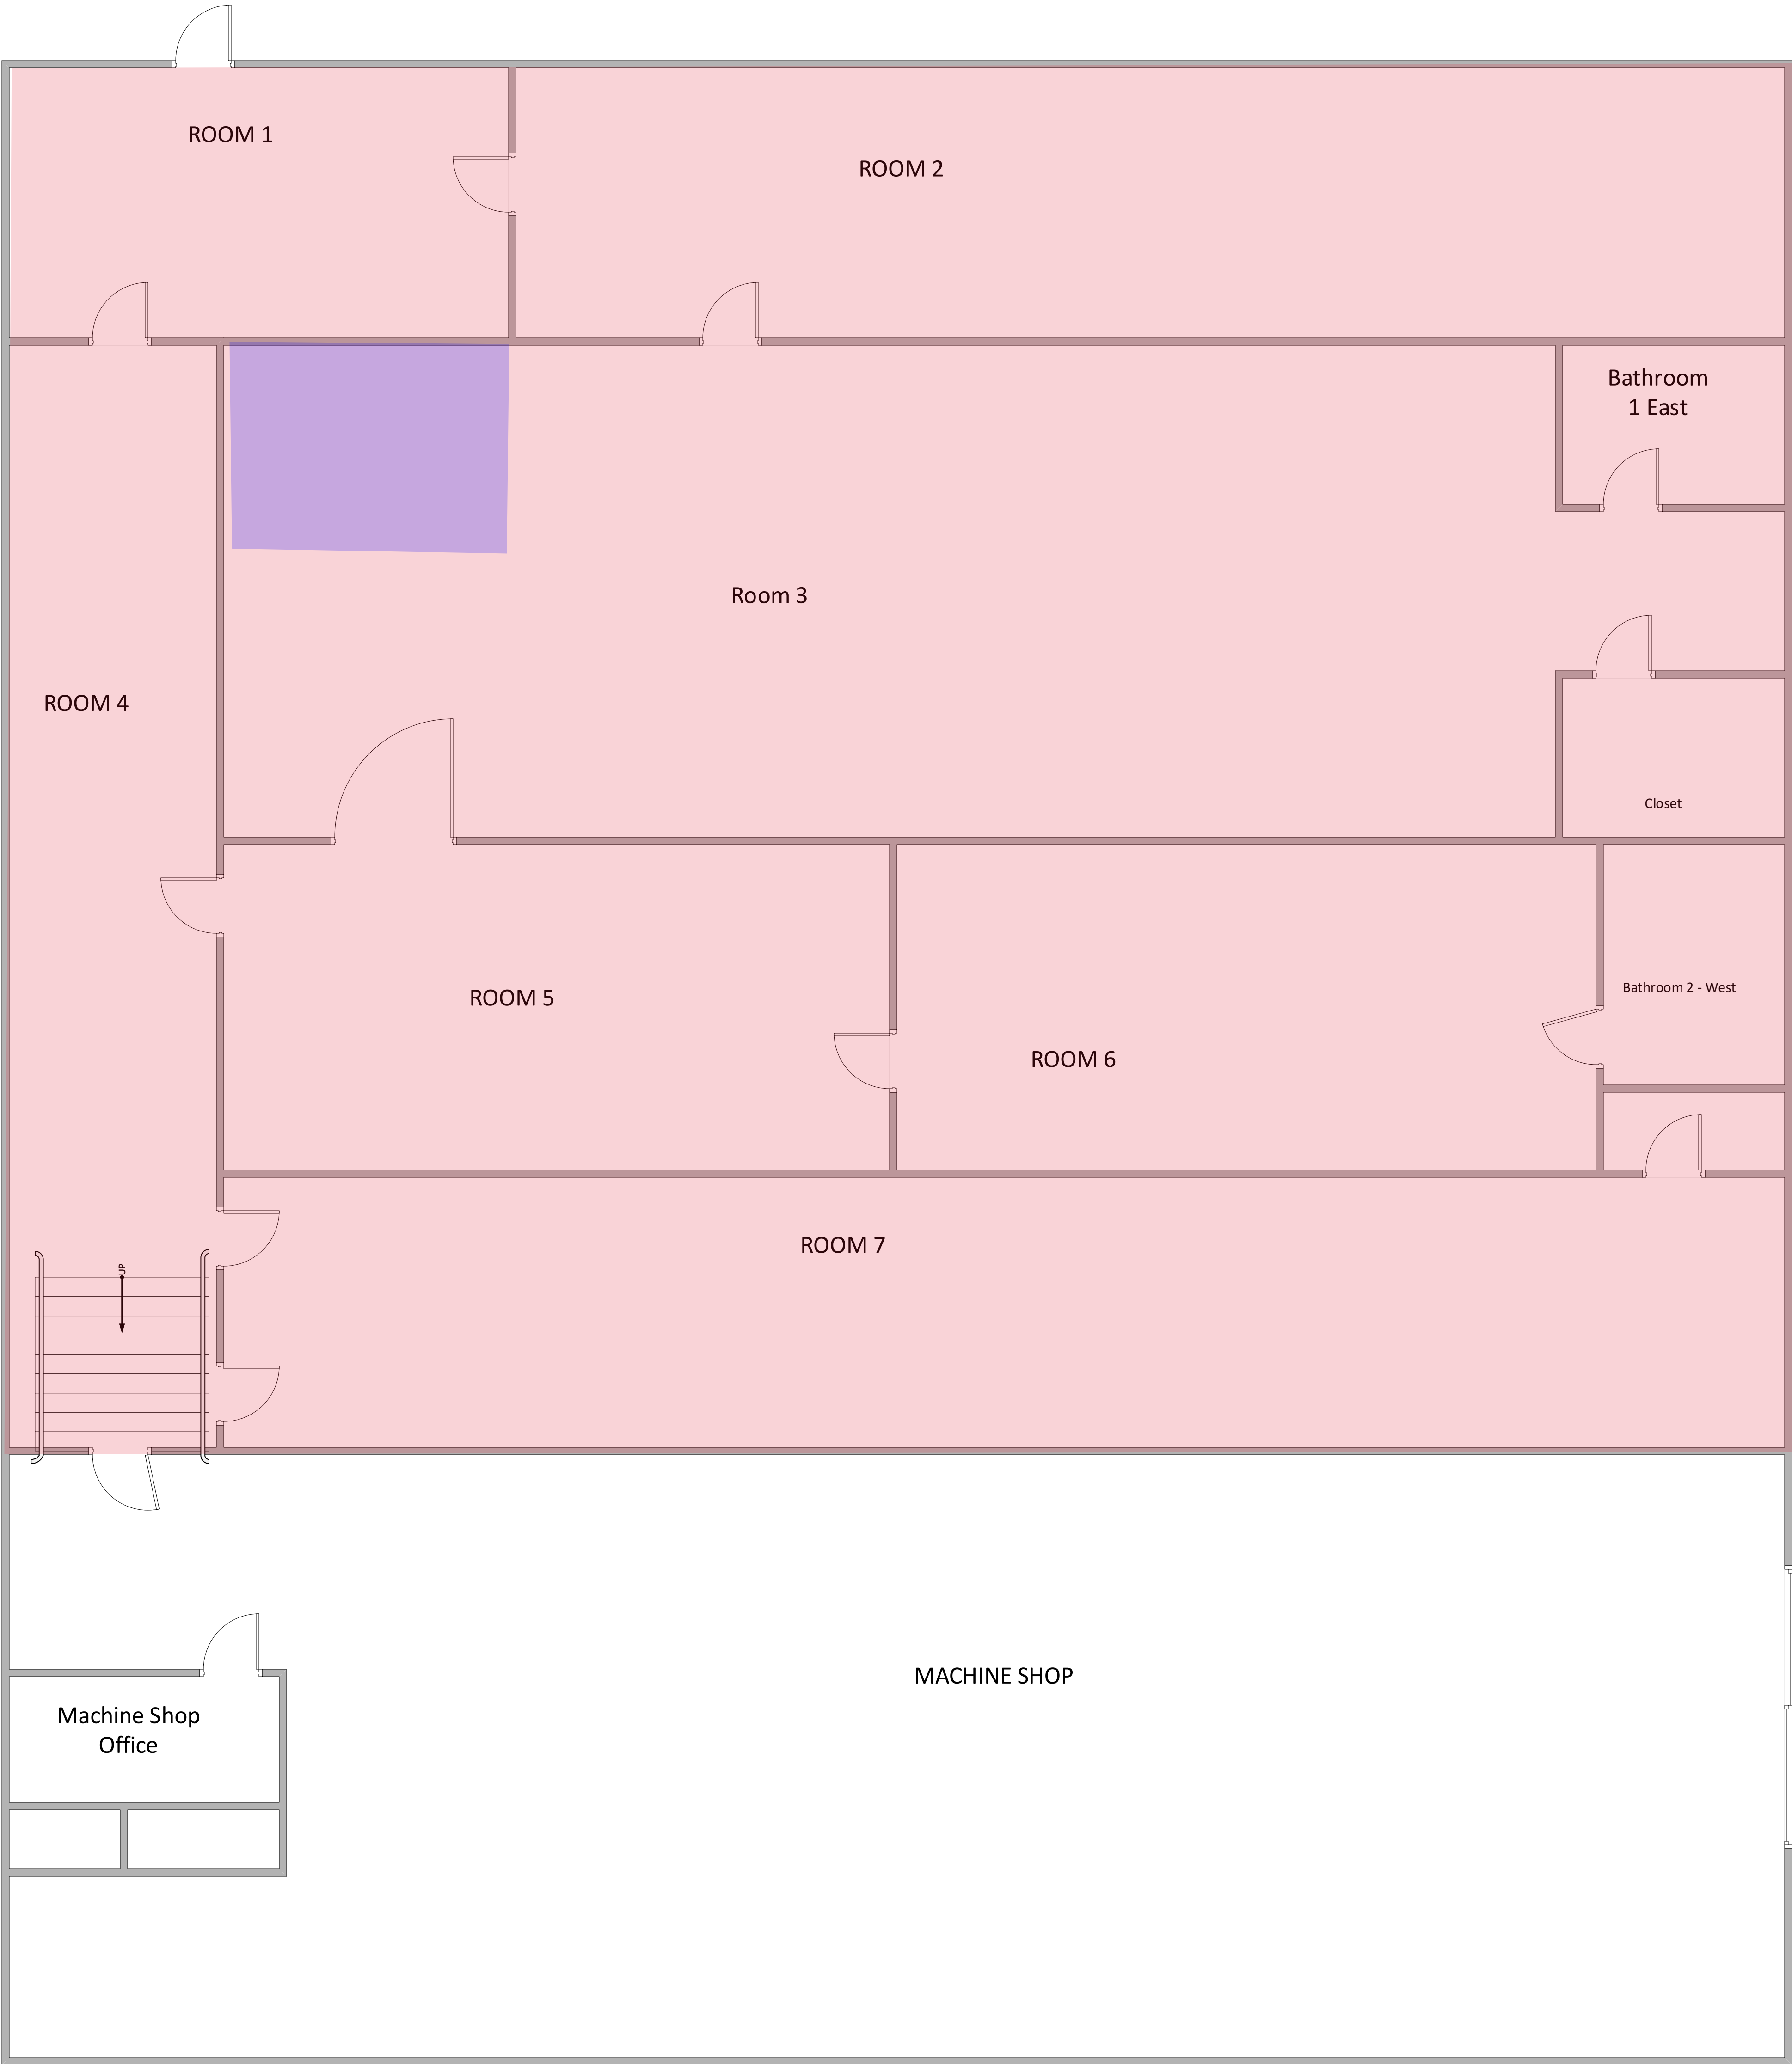 ROOM 1
ROOM 2
Bathroom
1 East
Room 3
ROOM 4
Closet
Bathroom 2 - West
ROOM 5
ROOM 6
ROOM 7
UP
MACHINE SHOP
Machine Shop
Office